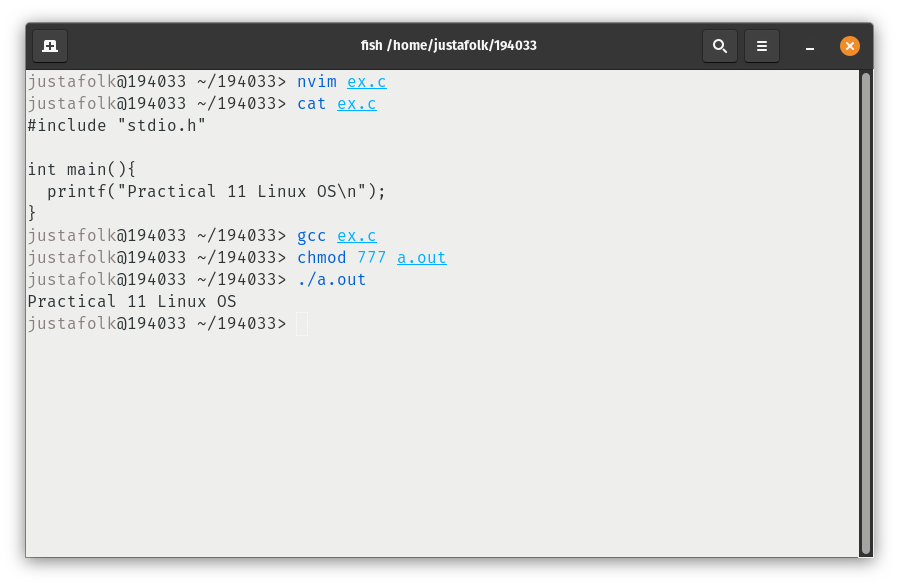 fish /home/justafolk/194033
justafolk@194033 ~/194033> nvim ex.c
justafolk@194033 ~/194033> cat ex.c
#include "stdio.h"
int main(){
  printf("Practical 11 Linux OS\n");
}
justafolk@194033 ~/194033> gcc ex.c
justafolk@194033 ~/194033> chmod 777 a.out
justafolk@194033 ~/194033> ./a.out
Practical 11 Linux OS
justafolk@194033 ~/194033>